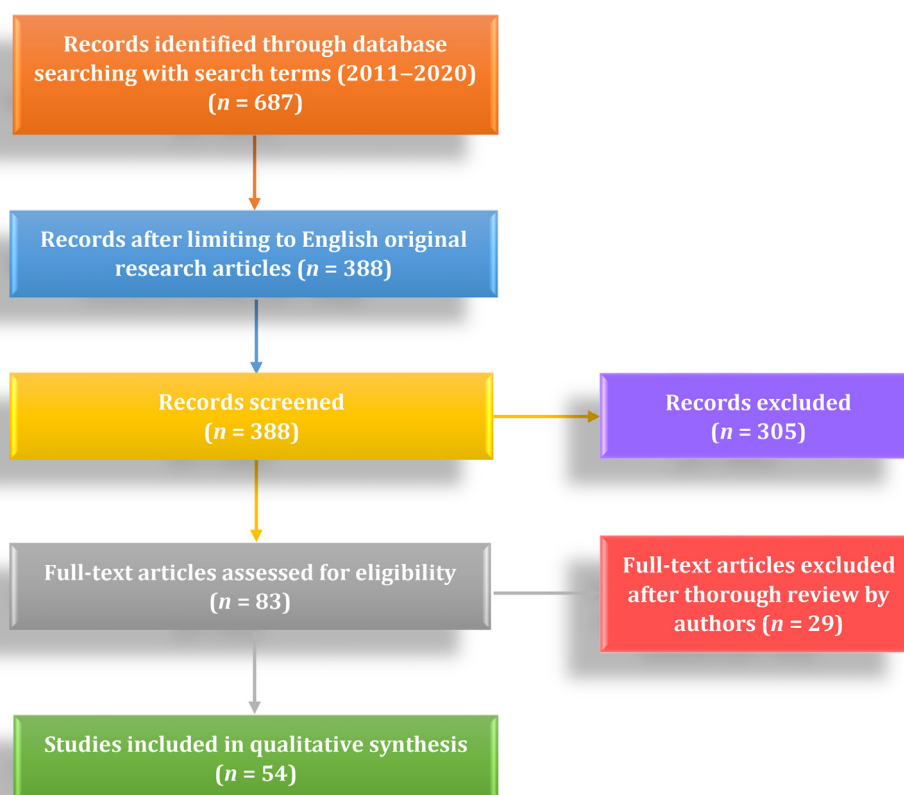 Records identified through database
searching with search terms (2011–2020)
(n = 687)
Records after limiting to English original
research articles (n = 388)
Records screened
(n = 388)
Records excluded
(n = 305)
Full-text articles assessed for eligibility
(n = 83)
Full-text articles excluded
after thorough review by
authors (n = 29)
Studies included in qualitative synthesis
(n = 54)